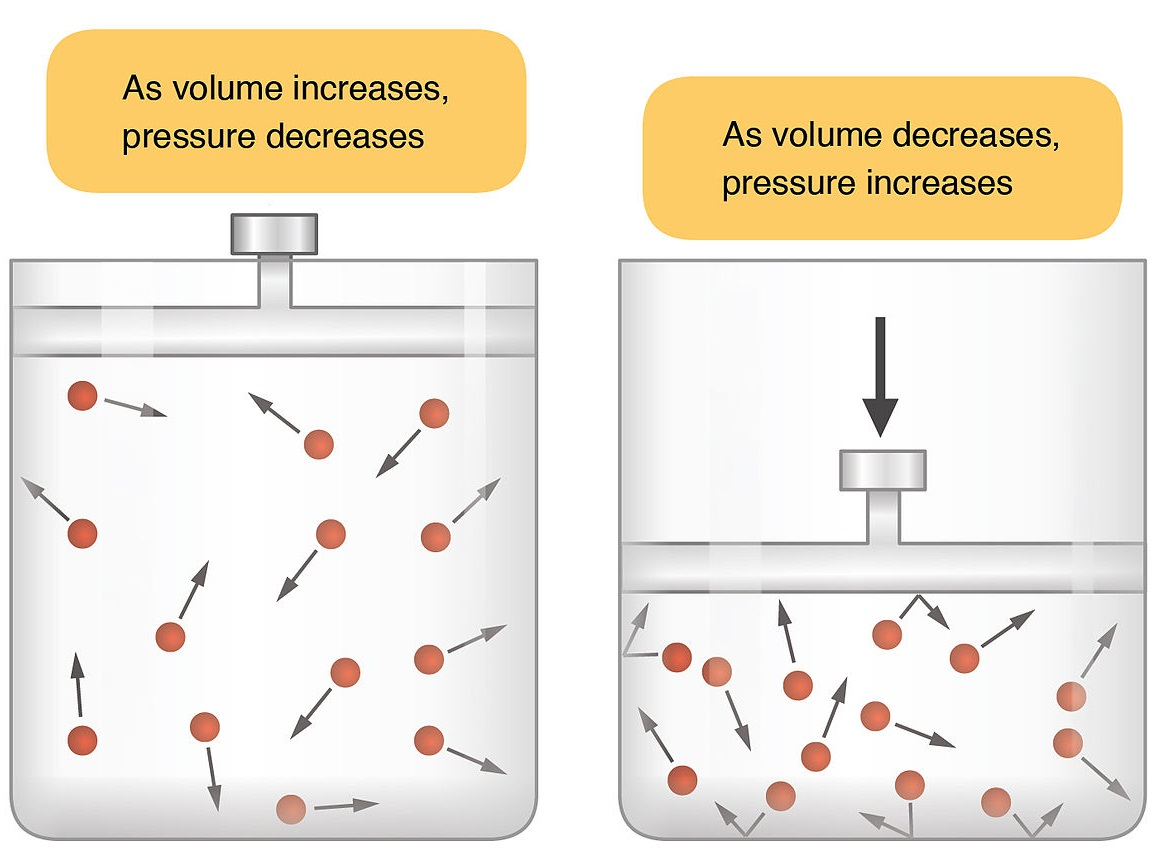 As volume increases,
pressure decreases
As volume decreases,
pressure increases